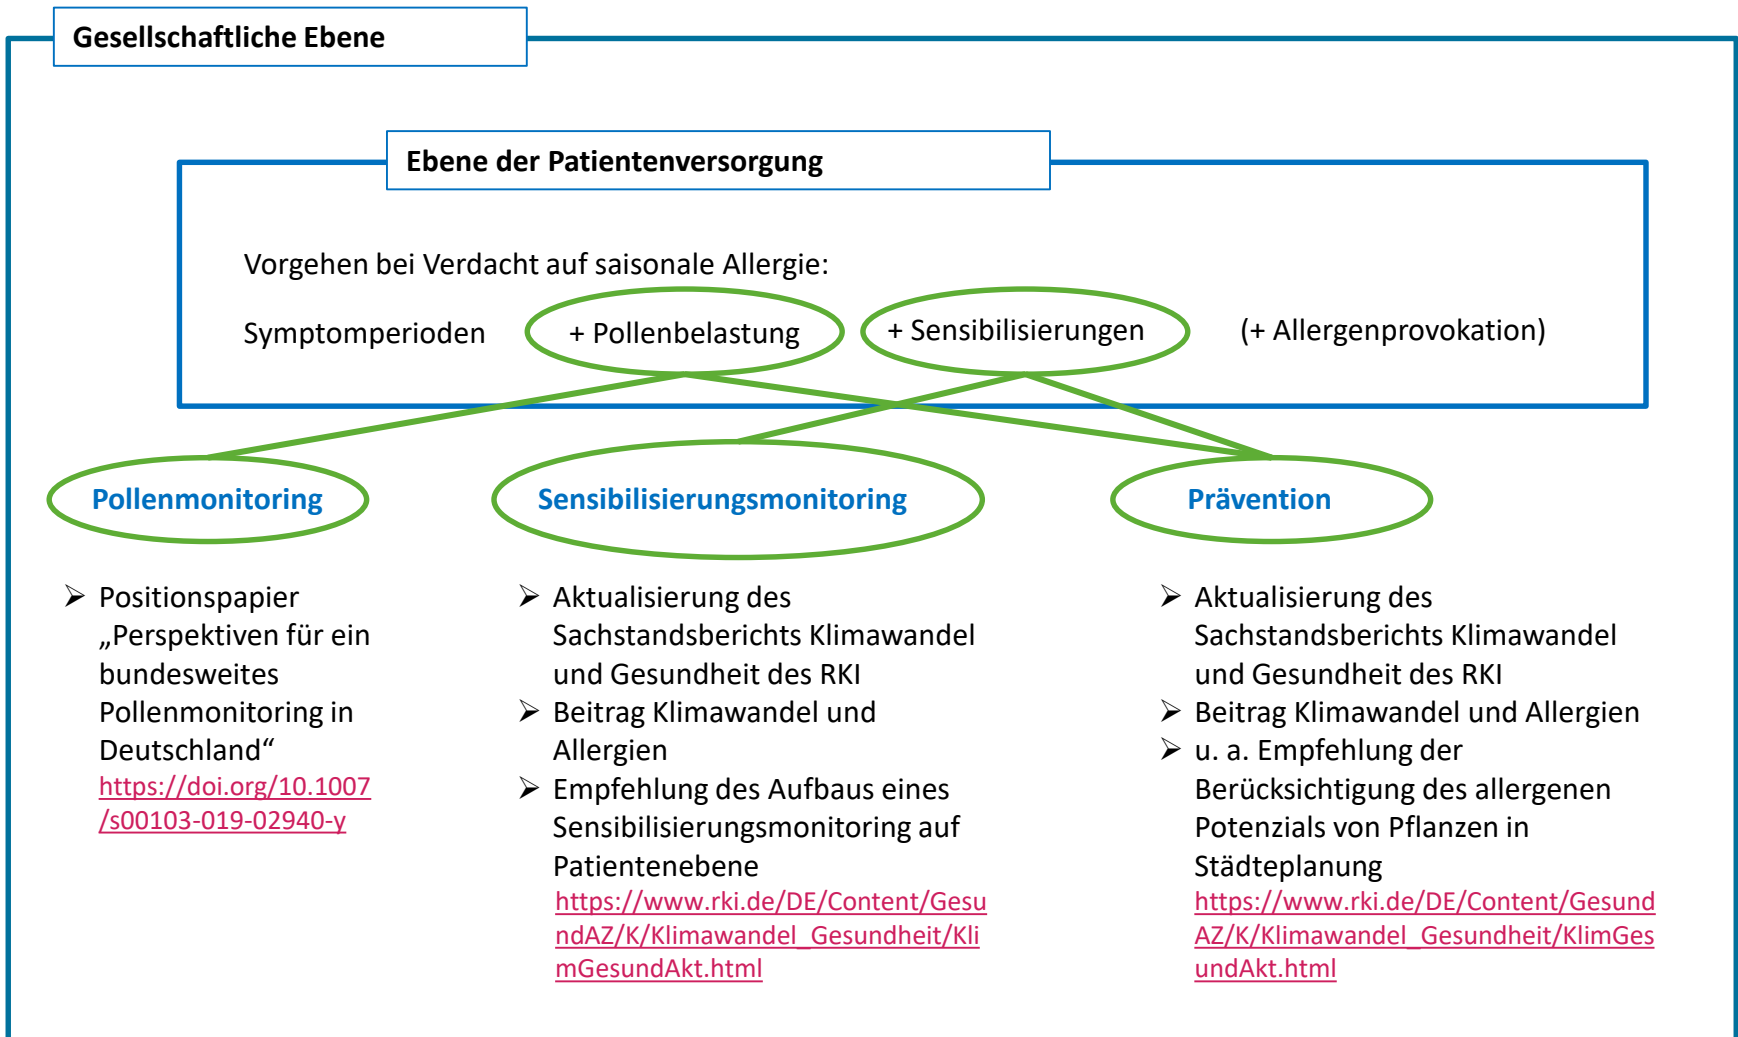 Gesellschaftliche Ebene
Ebene der Patientenversorgung
Vorgehen bei Verdacht auf saisonale Allergie:
Symptomperioden + Pollenbelastung + Sensibilisierungen (+ Allergenprovokation)
Pollenmonitoring
➢ Positionspapier
„Perspektiven für ein
bundesweites
Pollenmonitoring in
Deutschland“
https://doi.org/10.1007
/s00103-019-02940-y
Sensibilisierungsmonitoring
➢ Aktualisierung des
Sachstandsberichts Klimawandel
und Gesundheit des RKI
➢ Beitrag Klimawandel und
Allergien
➢ Empfehlung des Aufbaus eines
Sensibilisierungsmonitoring auf
Patientenebene
https://www.rki.de/DE/Content/Gesu
ndAZ/K/Klimawandel_Gesundheit/Kli
mGesundAkt.html
Prävention
➢ Aktualisierung des
Sachstandsberichts Klimawandel
und Gesundheit des RKI
➢ Beitrag Klimawandel und Allergien
➢ u. a. Empfehlung der
Berücksichtigung des allergenen
Potenzials von Pflanzen in
Städteplanung
https://www.rki.de/DE/Content/Gesund
AZ/K/Klimawandel_Gesundheit/KlimGes
undAkt.html